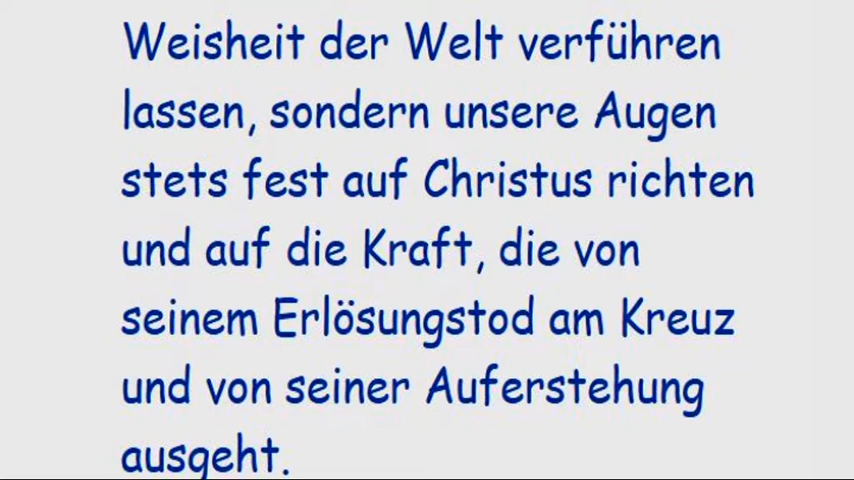 Weisheit der Welt verführen
lassen, sondern unsere Augen
stets fest auf Christus richten
und auf die Kraft, die von
seinem Erlösungstod am Kreuz
und von seiner Auferstehung
ausgeht.